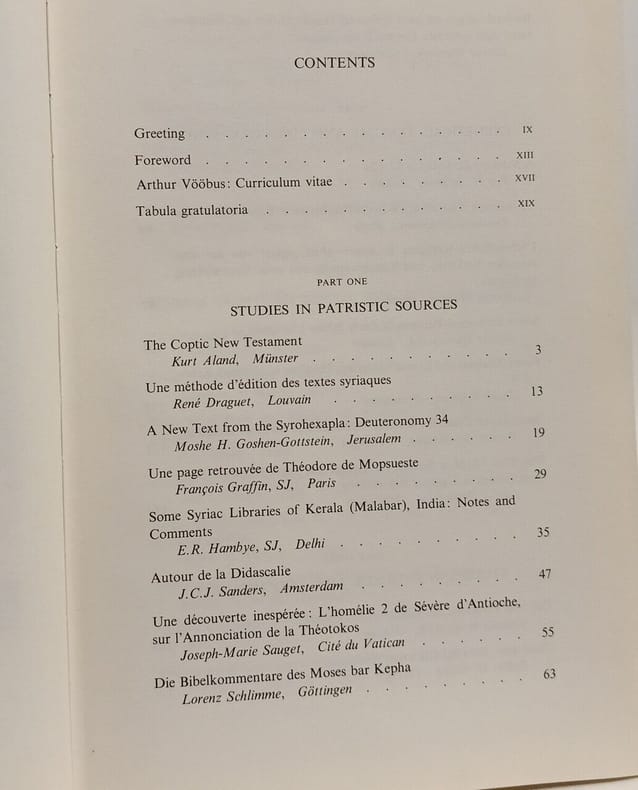 CONTENTS
Greeting . . . . . . . . . . . . . . . . IX
Foreword . . . . . . . . . . . . . . . . XIII
Arthur Vööbus: Curriculum vitae . . . . . . . . XVII
Tabula gratulatoria . . . . . . . . . . . . . XIX
PART ONE
STUDIES IN PATRISTIC SOURCES
The Coptic New Testament
Kurt Aland, Münster . . . . . . . . . . . 3
Une méthode d'édition des textes syriaques
René Draguet, Louvain . . . . . . . . . . 13
A New Text from the Syrohexapla: Deuteronomy 34
Moshe H. Goshen-Gottstein, Jerusalem . . . . . . 19
Une page retrouvée de Théodore de Mopsueste
François Graffin, SJ, Paris . . . . . . . . . 29
Some Syriac Libraries of Kerala (Malabar), India: Notes and
Comments
E.R. Hambye, SJ, Delhi . . . . . . . . . . 35
Autour de la Didascalie
J.C.J. Sanders, Amsterdam . . . . . . . . . 47
Une découverte inespérée: L'homélie 2 de Sévère d'Antioche,
sur l'Annonciation de la Théotokos
Joseph-Marie Sauget, Cité du Vatican . . . . . . 55
Die Bibelkommentare des Moses bar Kepha
Lorenz Schlimme, Göttingen . . . . . . . . . 63